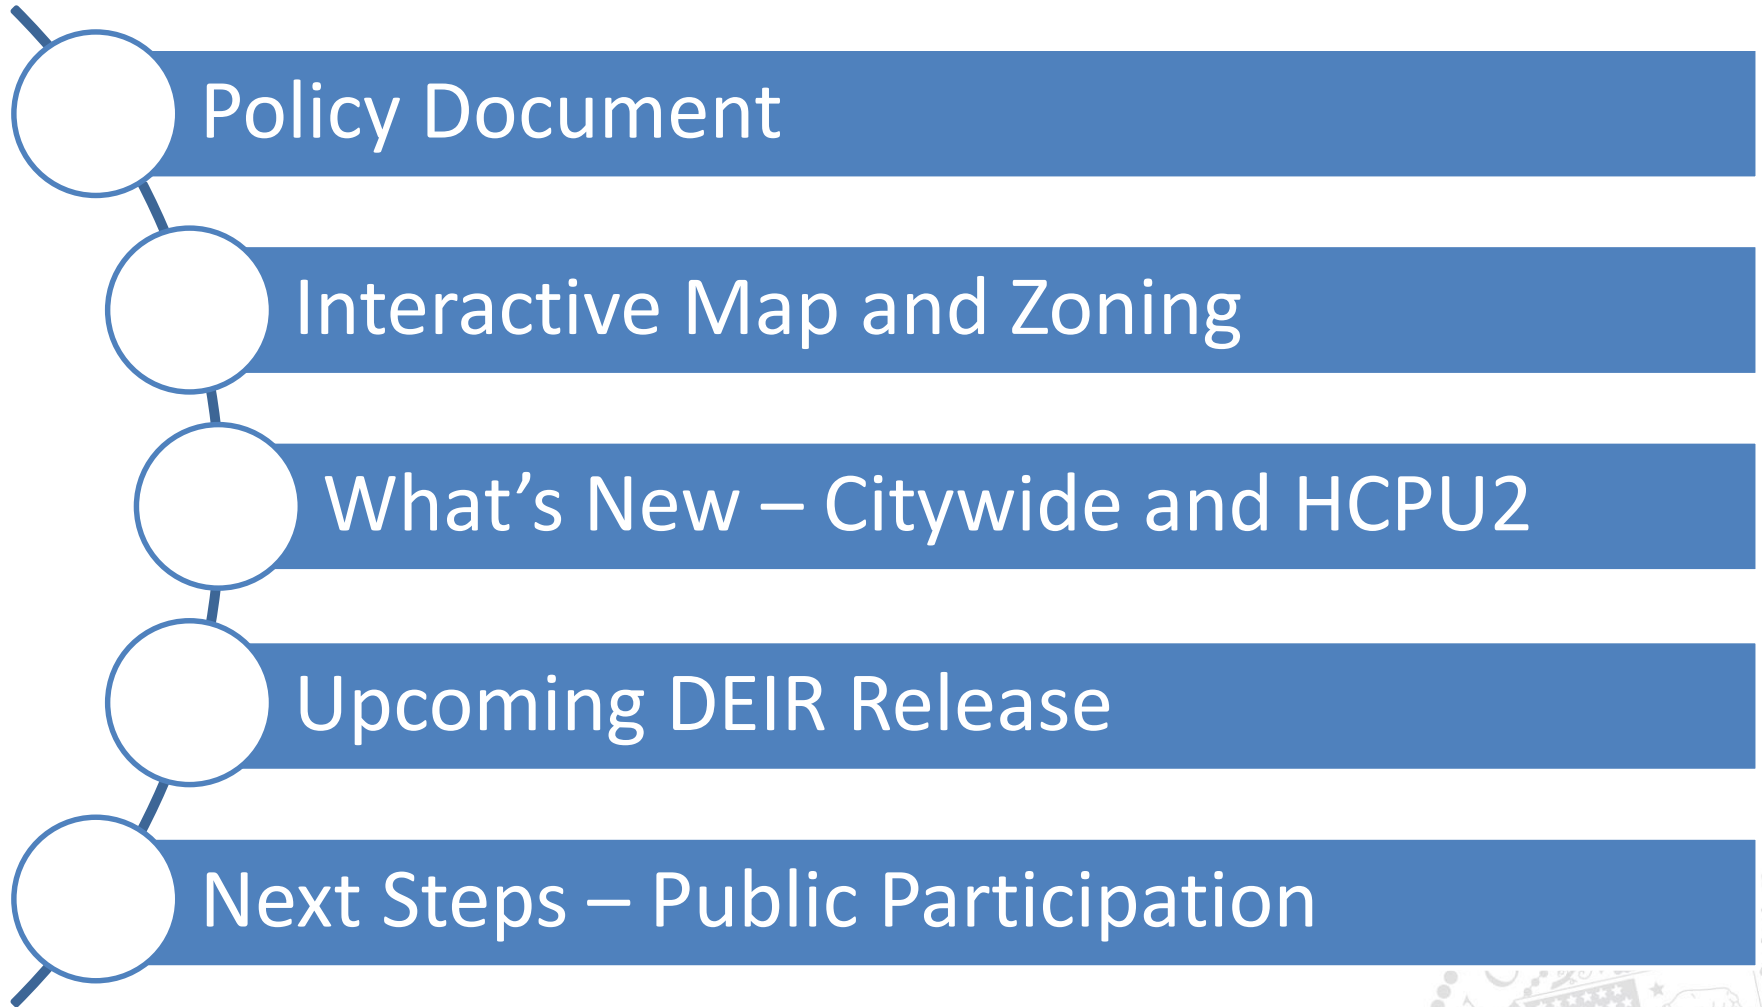 Policy Document
Interactive Map and Zoning
What’s New – Citywide and HCPU2
Upcoming DEIR Release
Next Steps – Public Participation